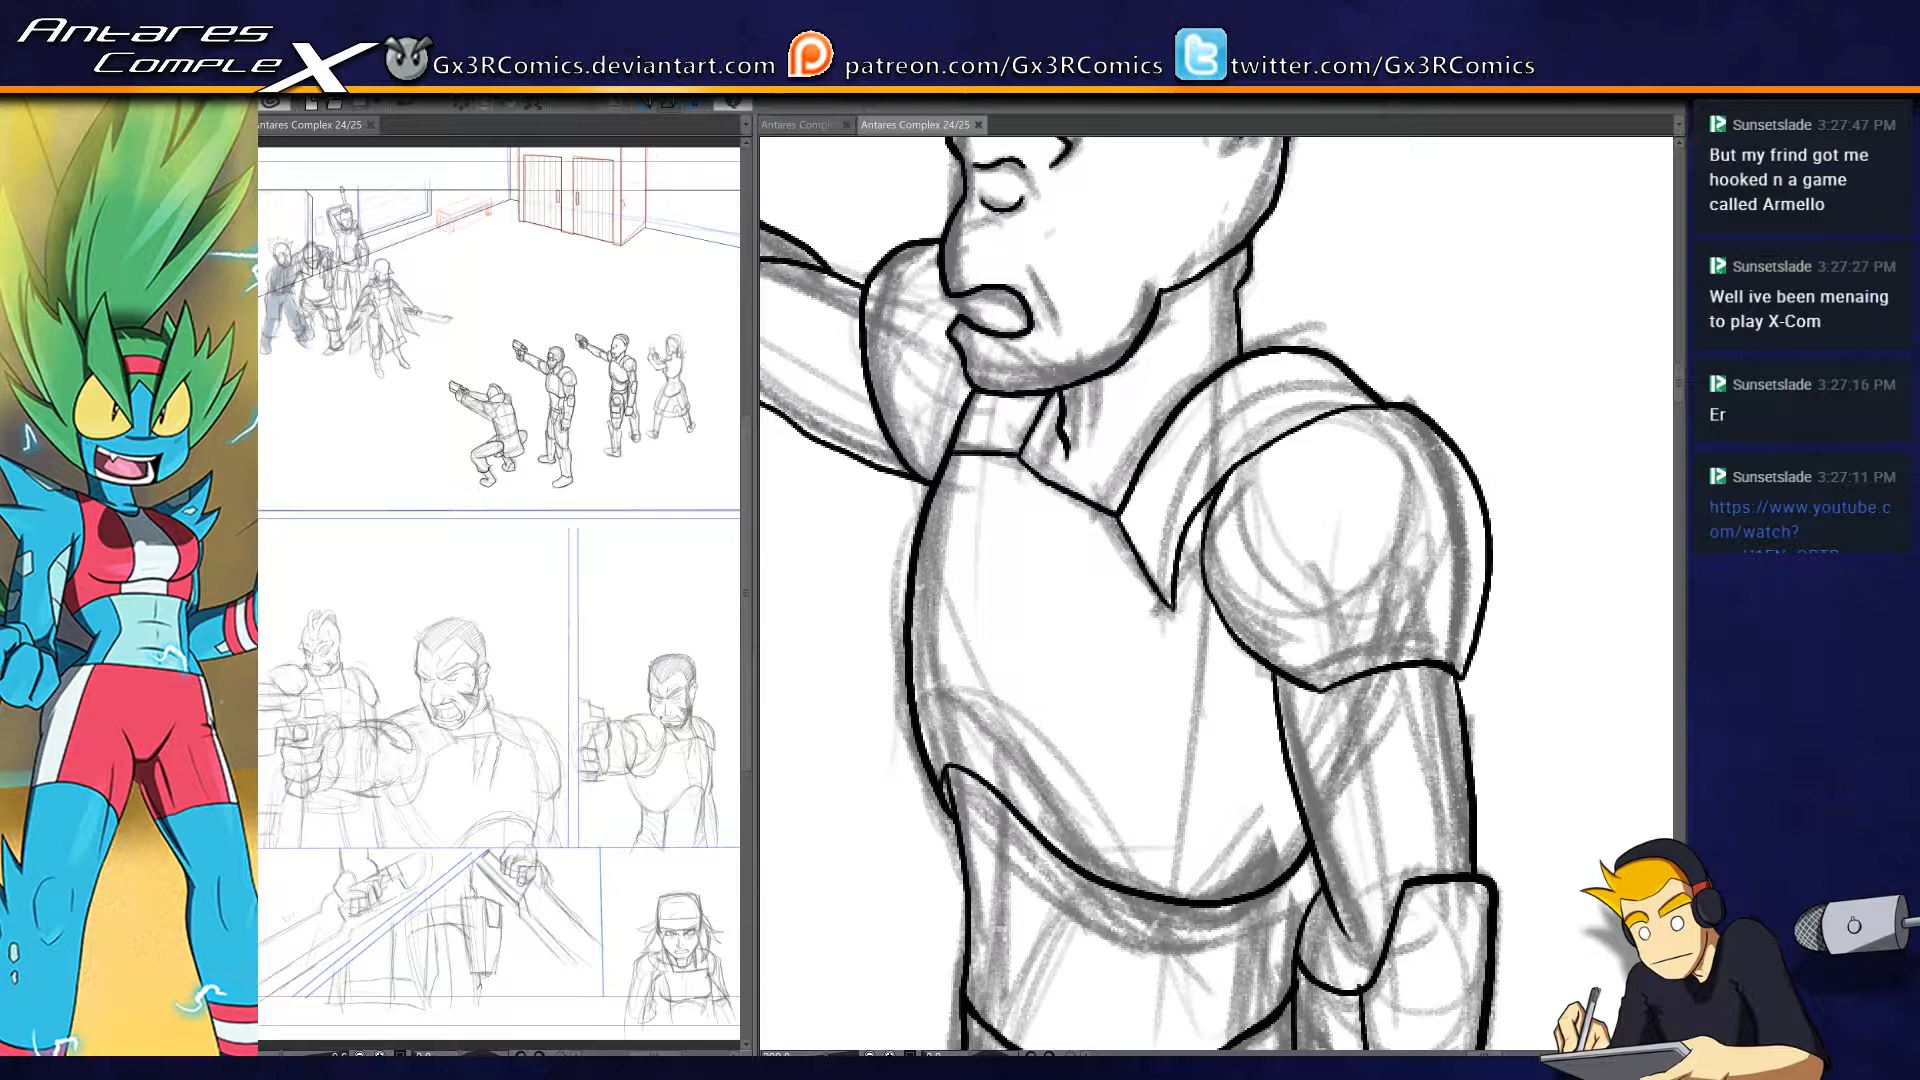 Antares
Complex
Gx3RComics.deviantart.com
patreon.com/Gx3RComics
twitter.com/Gx3RComics
ntares Complex 24/25
Antares Compl
Antares Complex 24/25
Sunsetslade 3:27:47 PM
But my frind got me
hooked n a game
called Armello
Sunsetslade 3:27:27 PM
Well ive been menaing
to play X-Com
Sunsetslade 3:27:16 PM
Er
Sunsetslade 3:27:11 PM
https://www.youtube.c
om/watch?